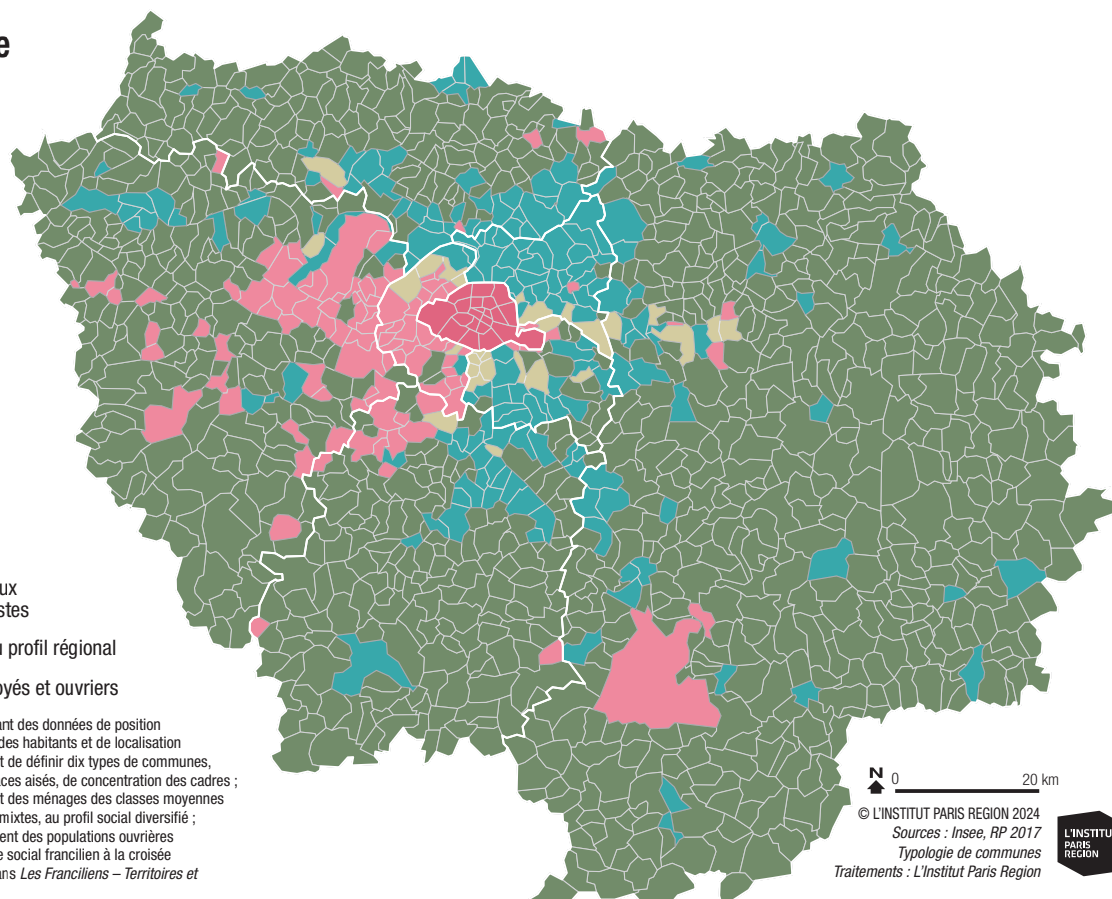 e
ux
stes
u profil régional
oyés et ouvriers
ant des données de position
des habitants et de localisation
t de définir dix types de communes,
aces aisés, de concentration des cadres ;
t des ménages des classes moyennes
mixtes, au profil social diversifié ;
ent des populations ouvrières
e social francilien à la croisée
ans Les Franciliens – Territoires et
N 0 20 km
© L'INSTITUT PARIS REGION 2024
Sources : Insee, RP 2017
Typologie de communes
Traitements : L'Institut Paris Region
L'INSTITU
PARIS
REGION